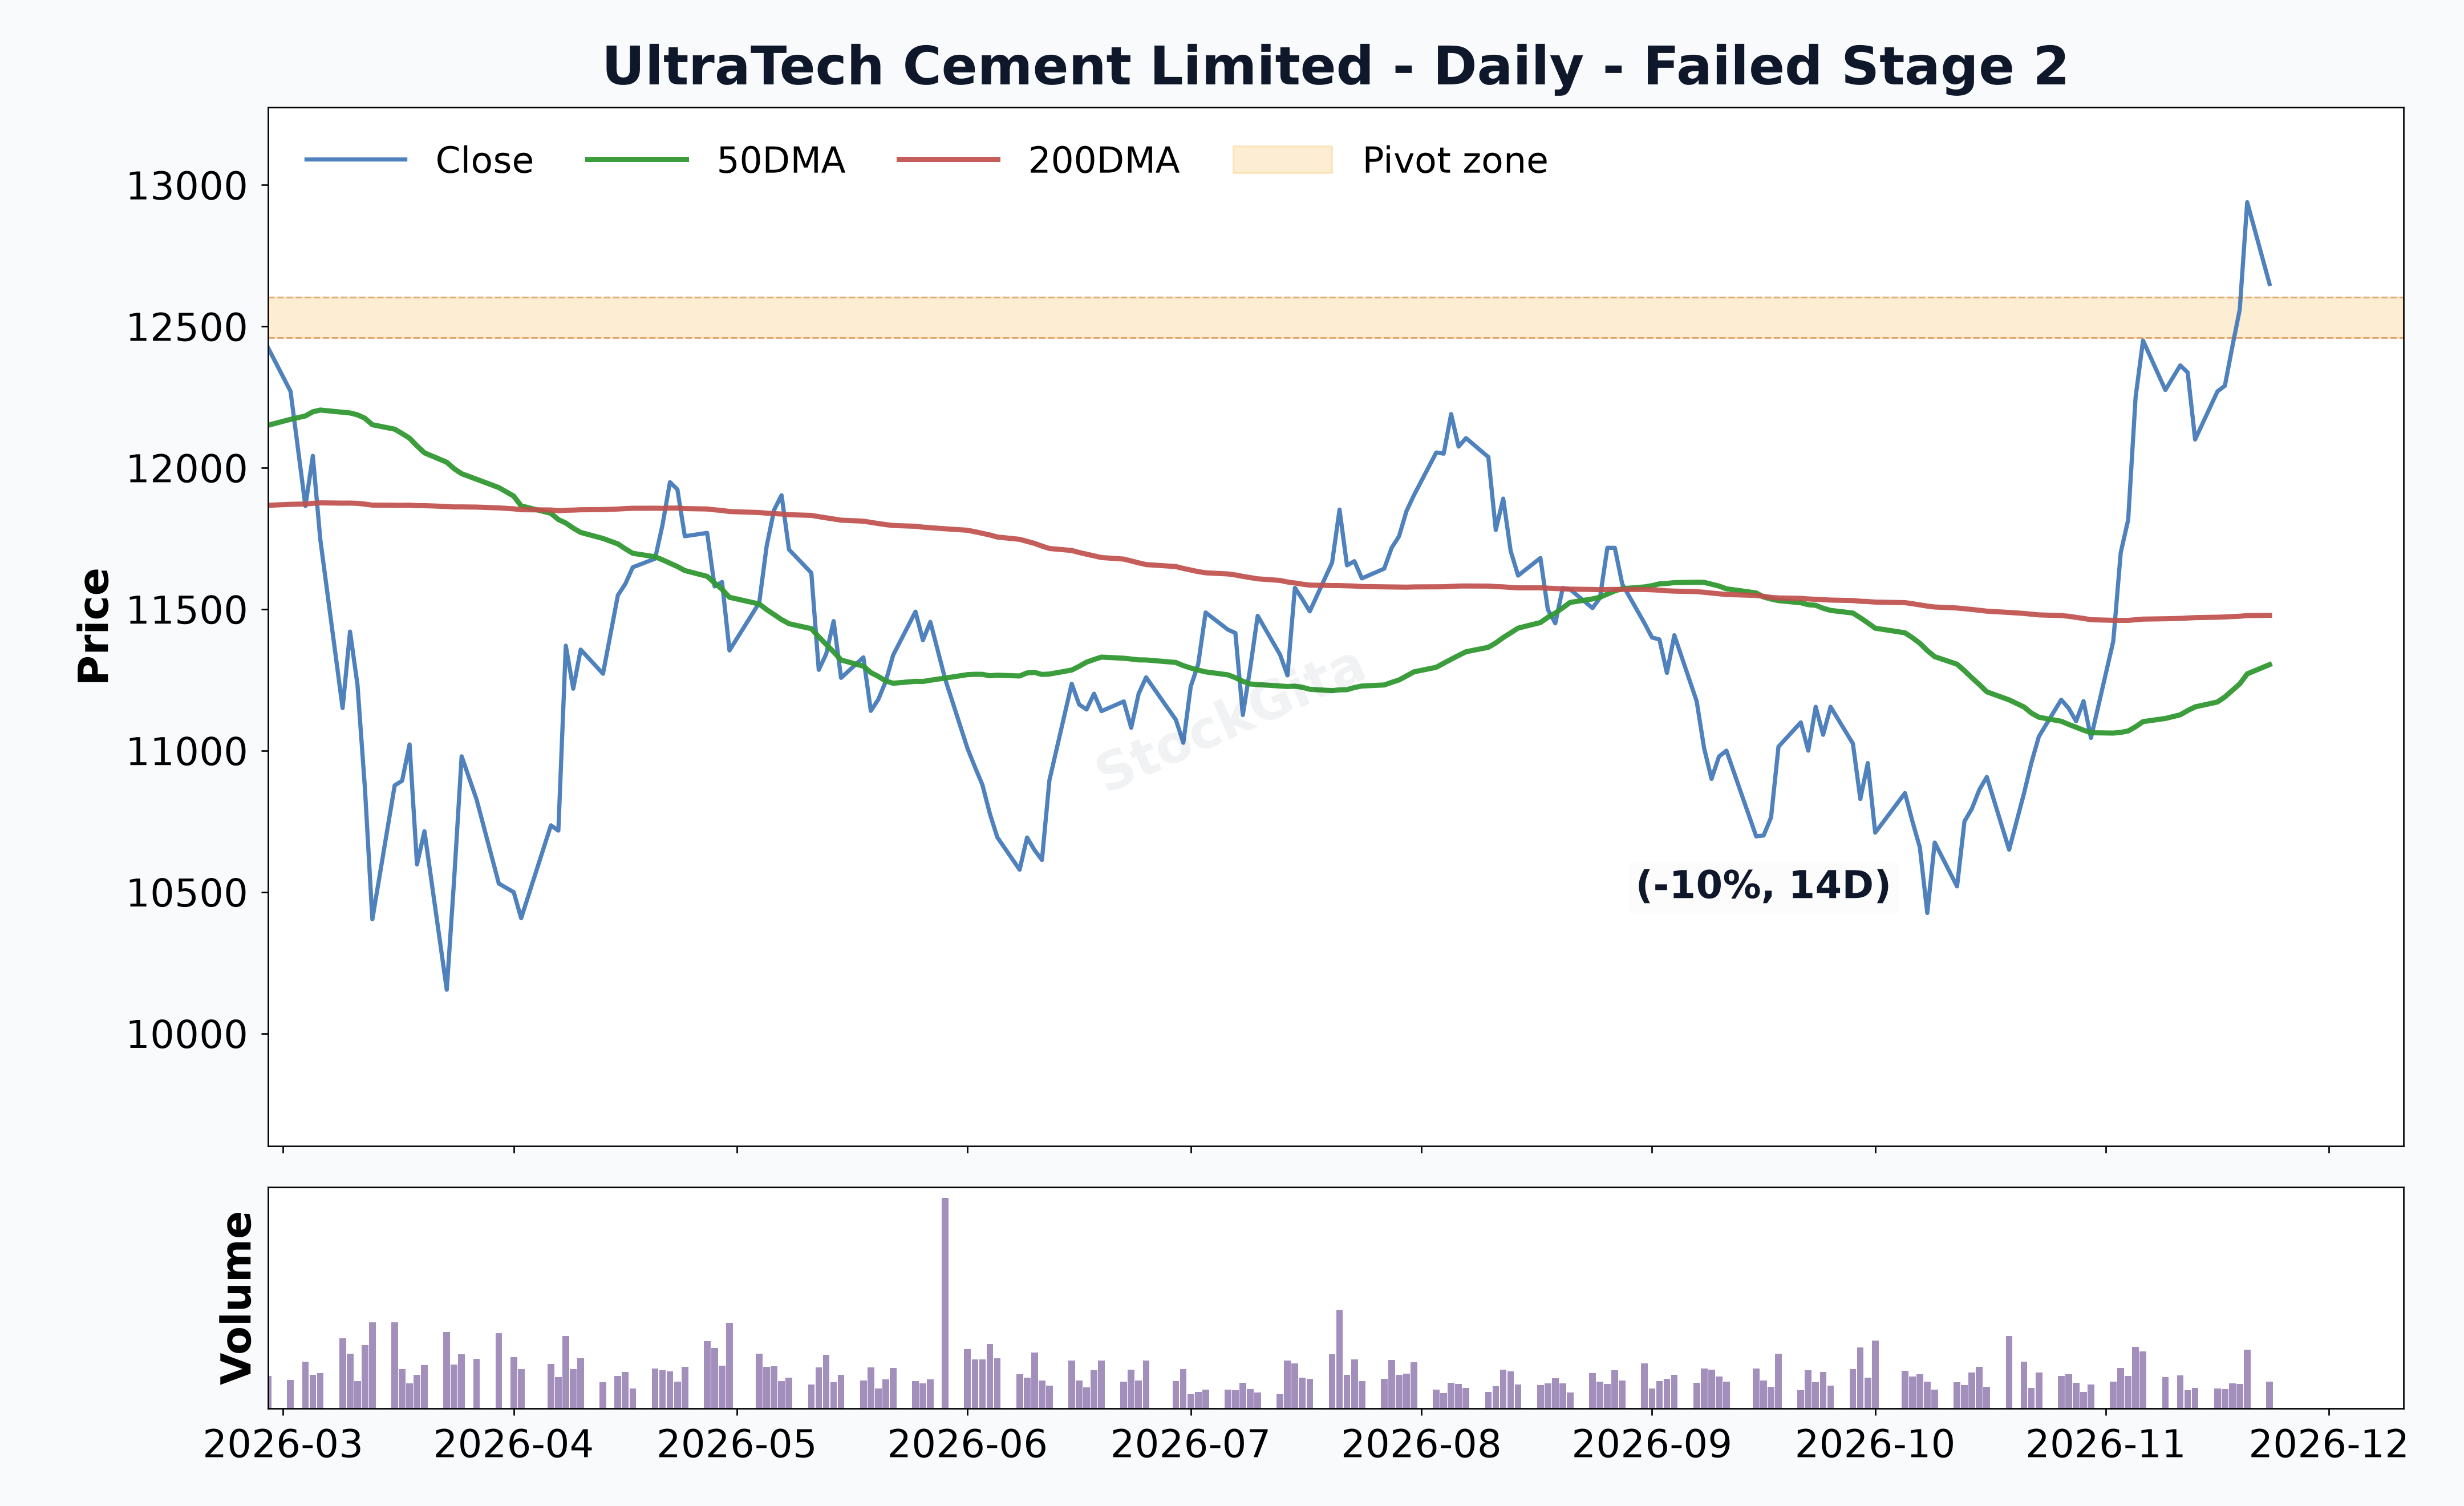 UltraTech Cement Limited - Daily - Failed Stage 2
Close
50DMA
200DMA
Pivot zone
Price
13000
12500
12000
11500
11000
10500
10000
StockGita
(-10%, 14D)
Volume
2026-03
2026-04
2026-05
2026-06
2026-07
2026-08
2026-09
2026-10
2026-11
2026-12